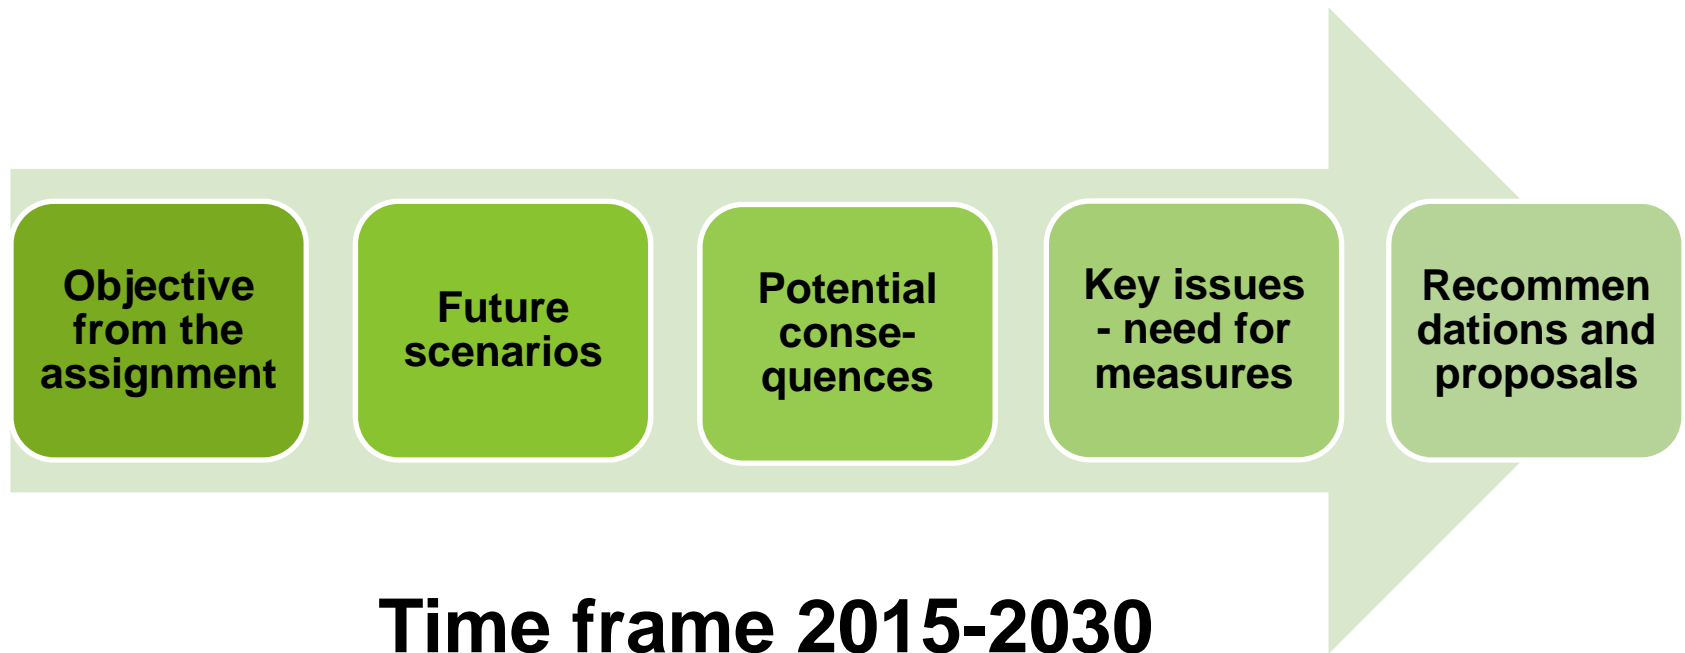 Objective
from the
assignment
Future
scenarios
Potential
conse-
quences
Key issues
- need for
measures
Recommen
dations and
proposals
Time frame 2015-2030